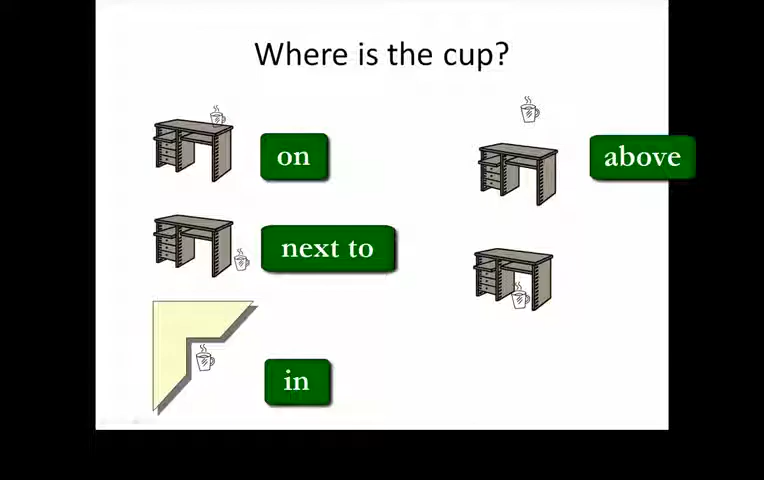 Where is the cup?
on
above
next to
in